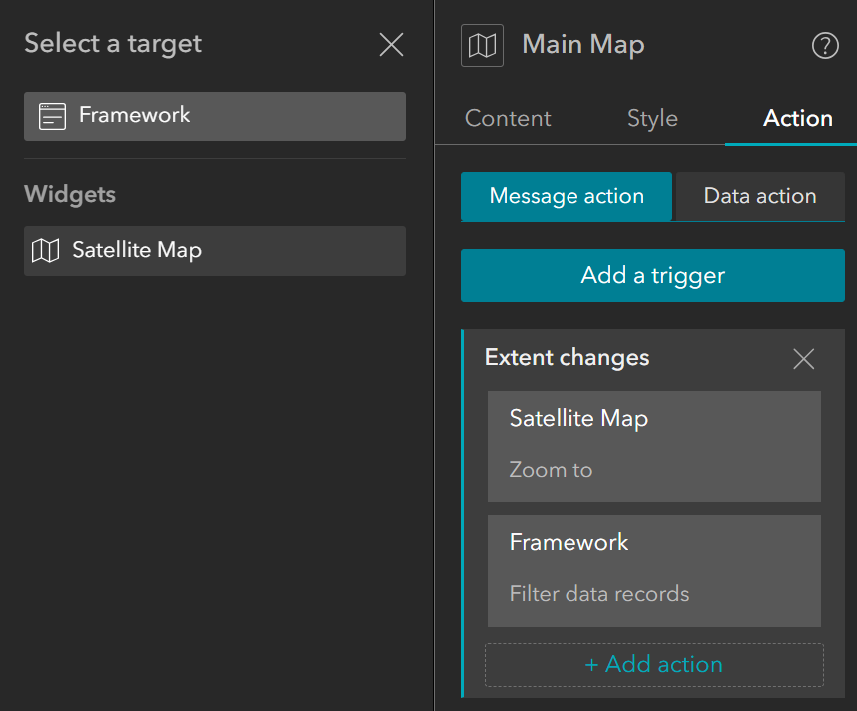 Select a target
Framework
Widgets
Satellite Map
Main Map
?
Content Style Action
Message action Data action
Add a trigger
Extent changes
Satellite Map
Zoom to
Framework
Filter data records
+ Add action